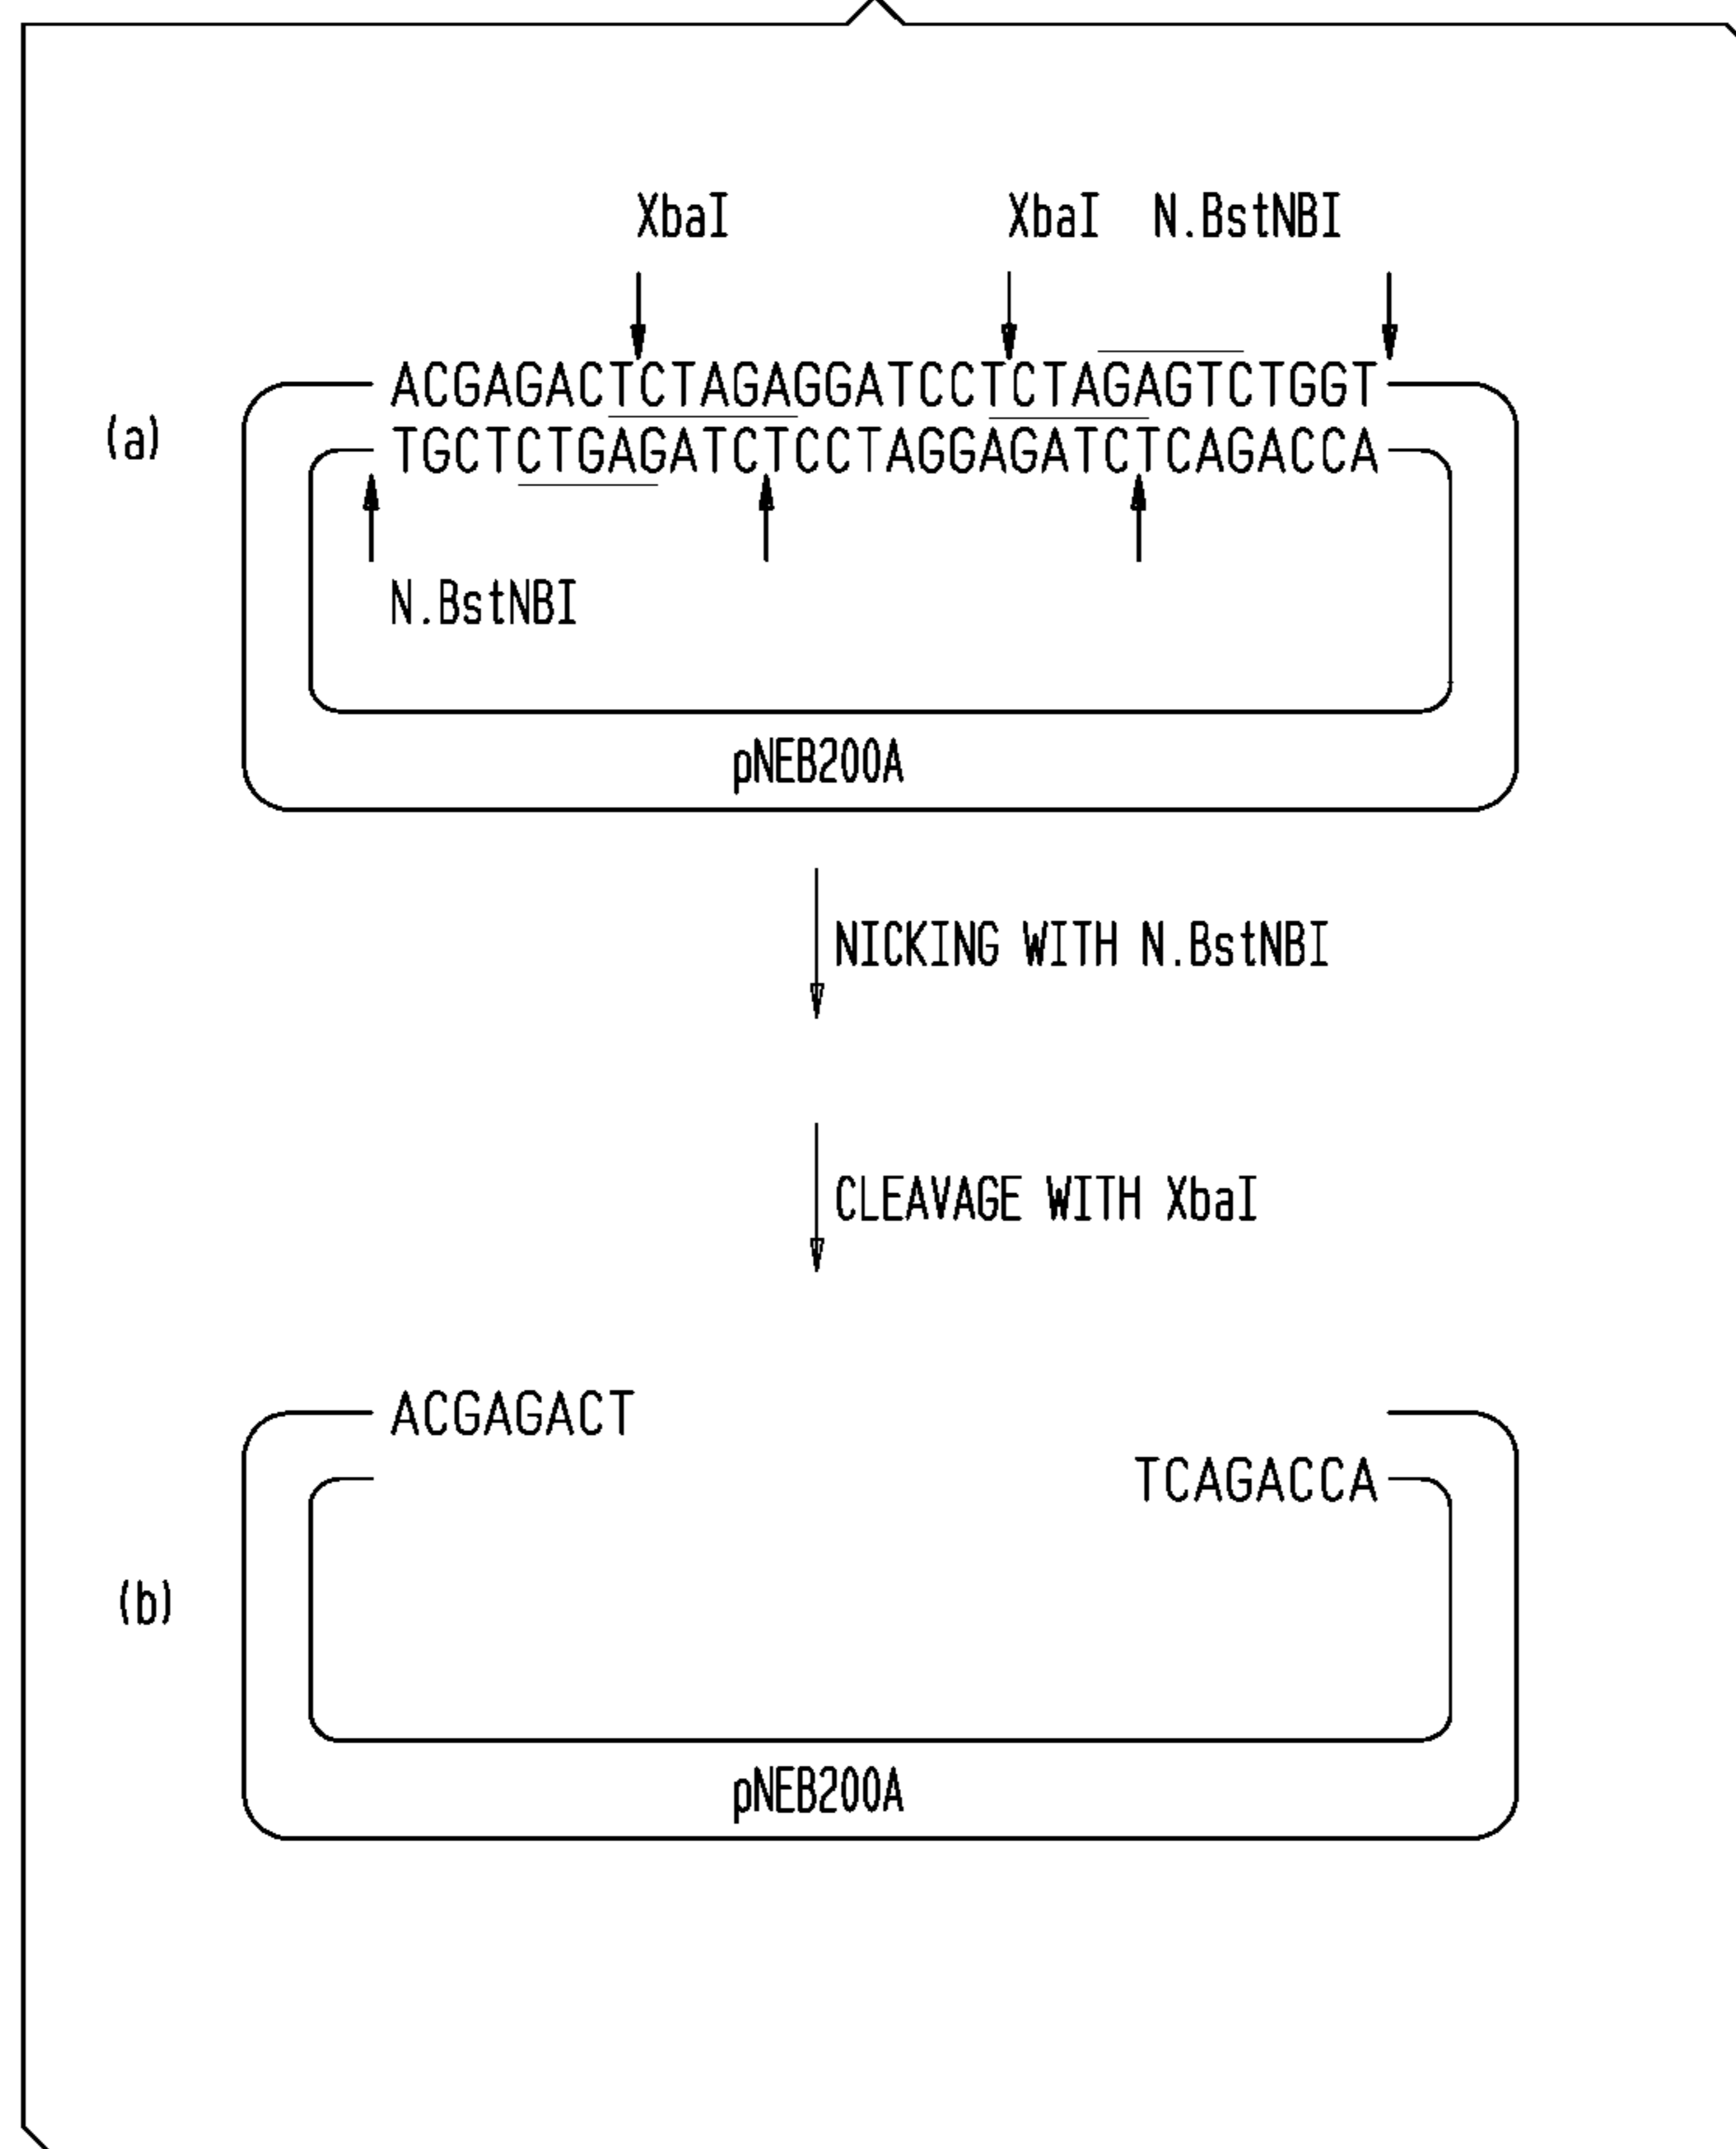 XbaI XbaI N.BstNBI
ACGAGACTCTAGAGGATCCTCTAGAGTCTGGT
(a)
TGCTCTGAGATCTCCTAGGAGATCTCAGACCA
N.BstNBI
pNEB200A
NICKING WITH N.BstNBI
CLEAVAGE WITH XbaI
ACGAGACT
TCAGACCA
(b)
pNEB200A